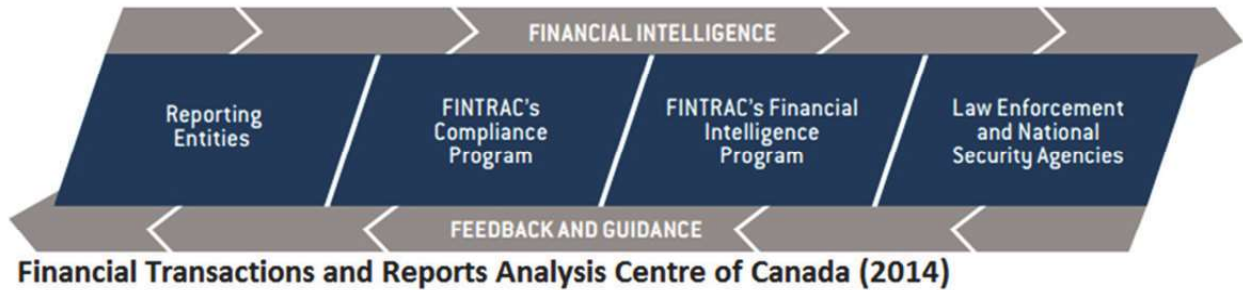 FINANCIAL INTELLIGENCE
Reporting
Entities
FINTRAC's
Compliance
Program
FINTRAC's Financial
Intelligence
Program
Law Enforcement
and National
Security Agencies
FEEDBACK AND GUIDANCE
Financial Transactions and Reports Analysis Centre of Canada (2014)